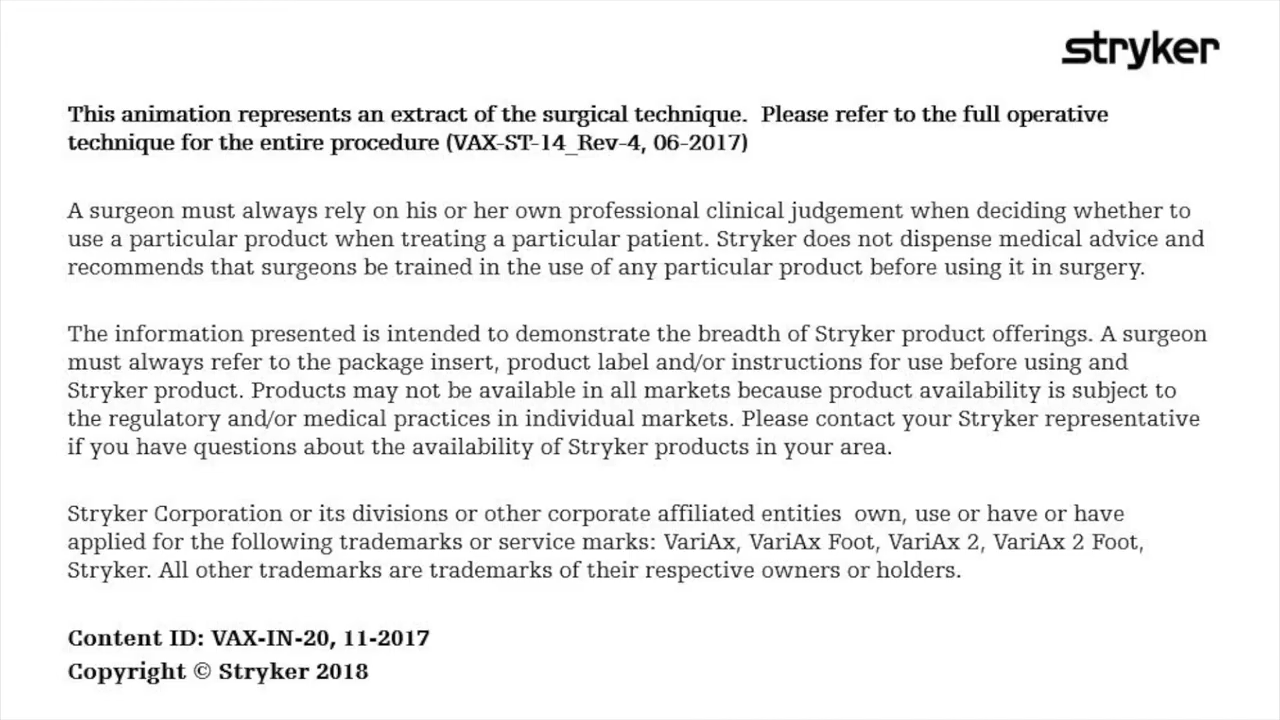 stryker
This animation represents an extract of the surgical technique.  Please refer to the full operative
technique for the entire procedure (VAX-ST-14_Rev-4, 06-2017)
A surgeon must always rely on his or her own professional clinical judgement when deciding whether to
use a particular product when treating a particular patient. Stryker does not dispense medical advice and
recommends that surgeons be trained in the use of any particular product before using it in surgery.
The information presented is intended to demonstrate the breadth of Stryker product offerings. A surgeon
must always refer to the package insert, product label and/or instructions for use before using and
Stryker product. Products may not be available in all markets because product availability is subject to
the regulatory and/or medical practices in individual markets. Please contact your Stryker representative
if you have questions about the availability of Stryker products in your area.
Stryker Corporation or its divisions or other corporate affiliated entities  own, use or have or have
applied for the following trademarks or service marks: VariAx, VariAx Foot, VariAx 2, VariAx 2 Foot,
Stryker. All other trademarks are trademarks of their respective owners or holders.
Content ID: VAX-IN-20, 11-2017
Copyright © Stryker 2018